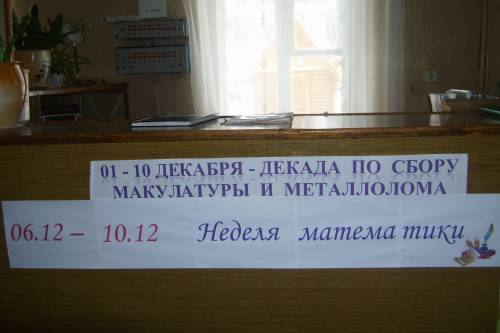 01 - 10 ДЕКАБРЯ - ДЕКАДА ПО СБОРУ
МАКУЛАТУРЫ И МЕТАЛЛОЛОМА
06.12 – 10.12 Неделя матема тики